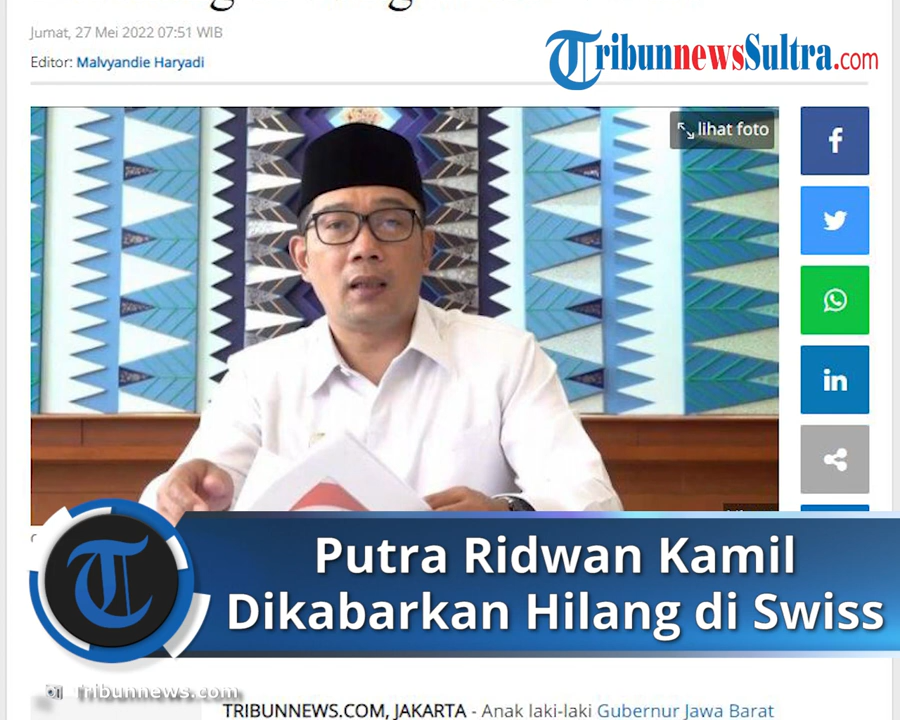 Jumat, 27 Mei 2022 07:51 WIB
Editor: Malvyandie Haryadi
TribunnewsSultra.com
lihat foto
Putra Ridwan Kamil
Dikabarkan Hilang di Swiss
Tribunnews.com
TRIBUNNEWS.COM, JAKARTA - Anak laki-laki Gubernur Jawa Barat